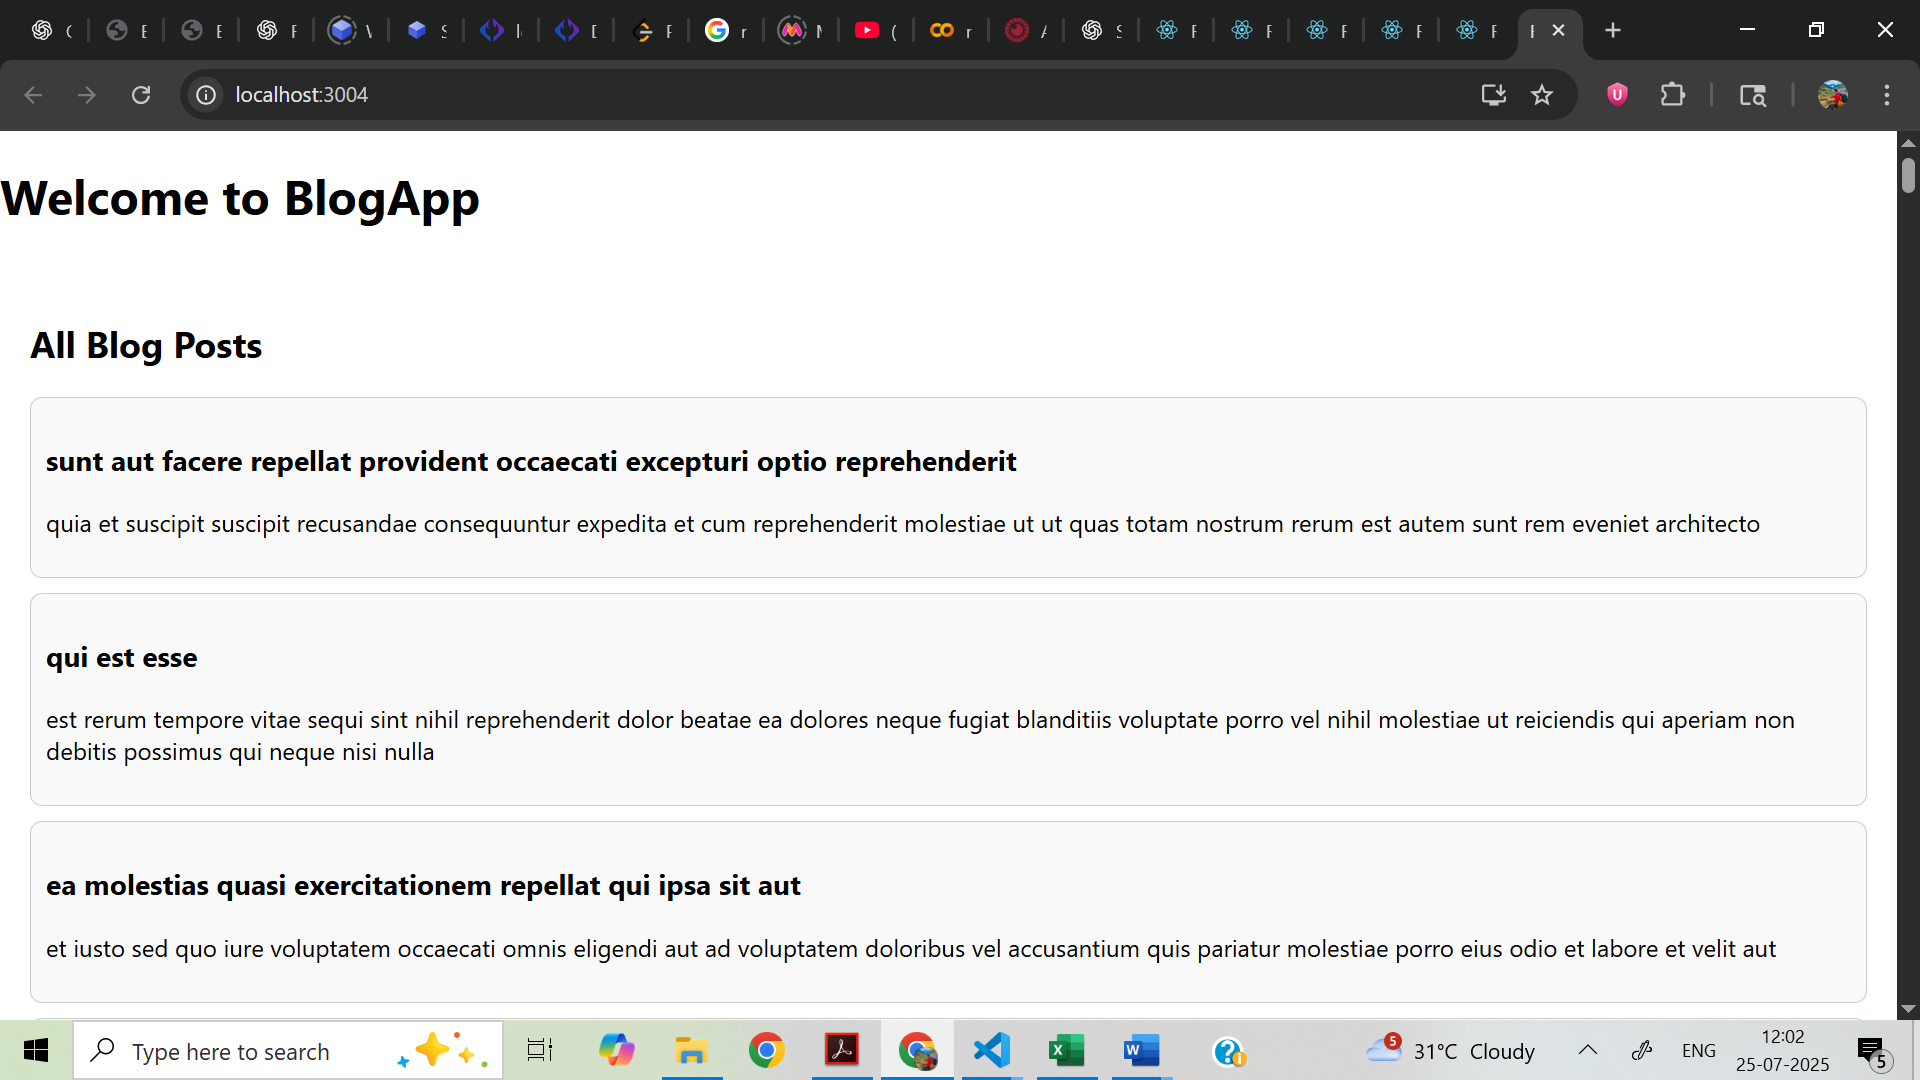 localhost:3004
Welcome to BlogApp
All Blog Posts
sunt aut facere repellat provident occaecati excepturi optio reprehenderit
quia et suscipit suscipit recusandae consequuntur expedita et cum reprehenderit molestiae ut ut quas totam nostrum rerum est autem sunt rem eveniet architecto
qui est esse
est rerum tempore vitae sequi sint nihil reprehenderit dolor beatae ea dolores neque fugiat blanditiis voluptate porro vel nihil molestiae ut reiciendis qui aperiam non
debitis possimus qui neque nisi nulla
ea molestias quasi exercitationem repellat qui ipsa sit aut
et iusto sed quo iure voluptatem occaecati omnis eligendi aut ad voluptatem doloribus vel accusantium quis pariatur molestiae porro eius odio et labore et velit aut
Type here to search
5
31°C Cloudy
ENG
12:02
25-07-2025
5